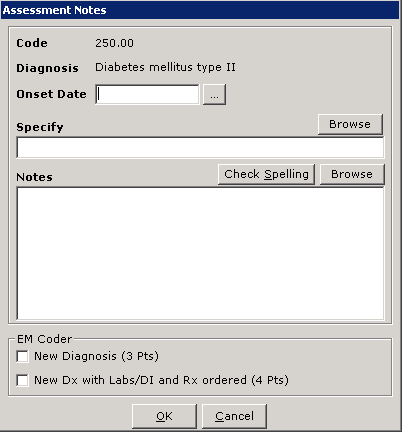 Assessment Notes
Code 250.00
Diagnosis Diabetes mellitus type II
Onset Date ...
Browse
Specify
Notes Check Spelling Browse
EM Coder
New Diagnosis (3 Pts)
New Dx with Labs/DI and Rx ordered (4 Pts)
OK Cancel